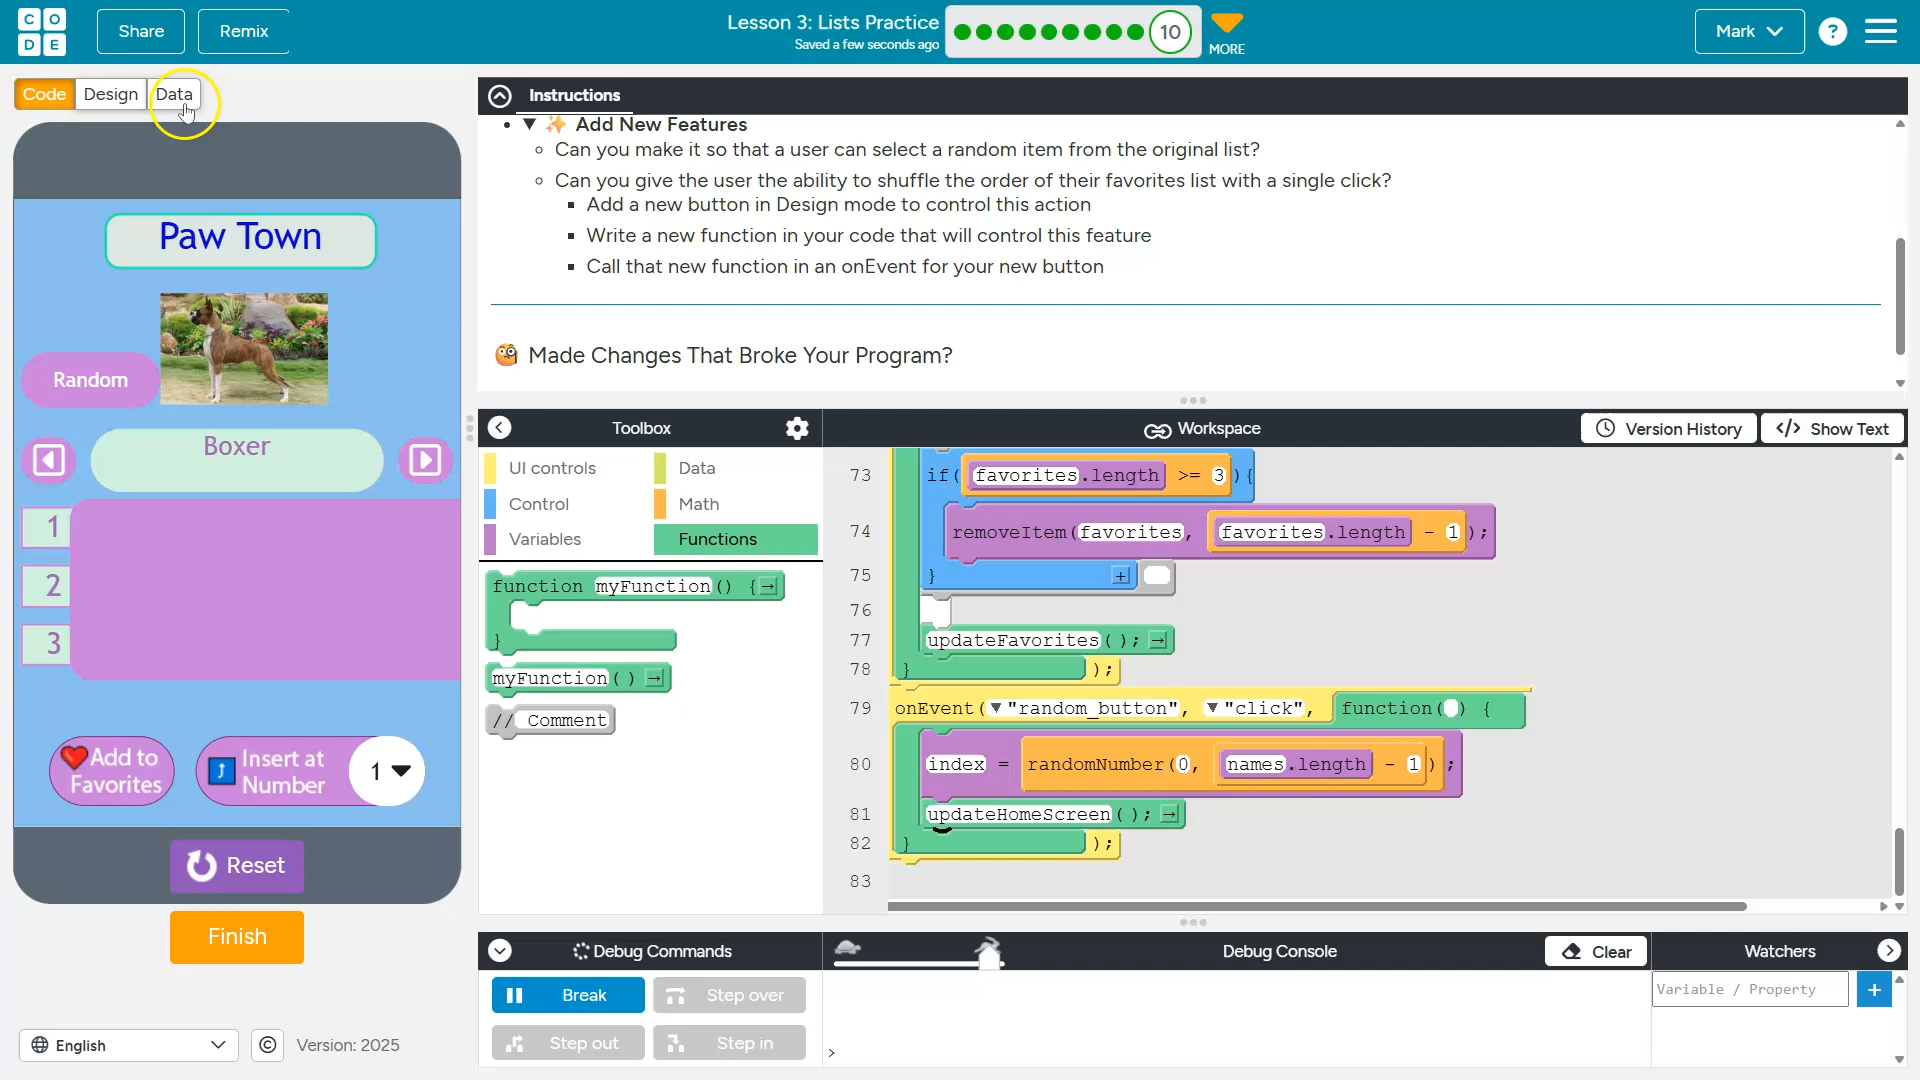 CODE
Share
Remix
Lesson 3: Lists Practice
Saved a few seconds ago
10
MORE
Mark
?
Code
Design
Data
Instructions
Add New Features
Can you make it so that a user can select a random item from the original list?
Can you give the user the ability to shuffle the order of their favorites list with a single click?
Add a new button in Design mode to control this action
Write a new function in your code that will control this feature
Call that new function in an onEvent for your new button
Made Changes That Broke Your Program?
Paw Town
Random
Boxer
1
2
3
Add to Favorites
Insert at Number
1
Reset
Finish
English
©
Version: 2025
Toolbox
UI controls
Data
Control
Math
Variables
Functions
function myFunction() {
}
myFunction()
// Comment
Workspace
Version History
</> Show Text
73 if(favorites.length >= 3){
74 removeItem(favorites, favorites.length - 1);
75 } +
76
77 updateFavorites();
78 } );
79 onEvent("random_button", "click", function() {
80 index = randomNumber(0, names.length - 1);
81 updateHomeScreen();
82 } );
83
Debug Commands
Break
Step over
Step out
Step in
Debug Console
Clear
>
Watchers
Variable / Property
+